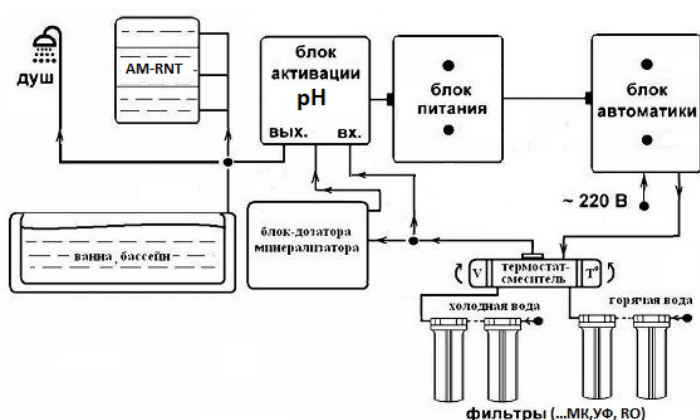 душ
AM-RNT
блок
активации
pH
вых. вх.
блок
питания
блок
автоматики
~ 220 В
ванна, бассейн
блок-дозатора
минерализатора
V термостат-смеситель T°
холодная вода
горячая вода
фильтры (...МК,УФ, RO)